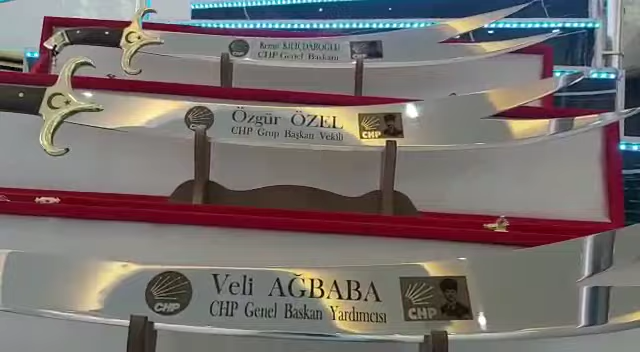 Kemal KILIÇDAROĞLU
CHP Genel Başkanı
Özgür ÖZEL
CHP Grup Başkan Vekili
CHP
Veli AĞBABA
CHP Genel Başkan Yardımcısı
CHP
CHP